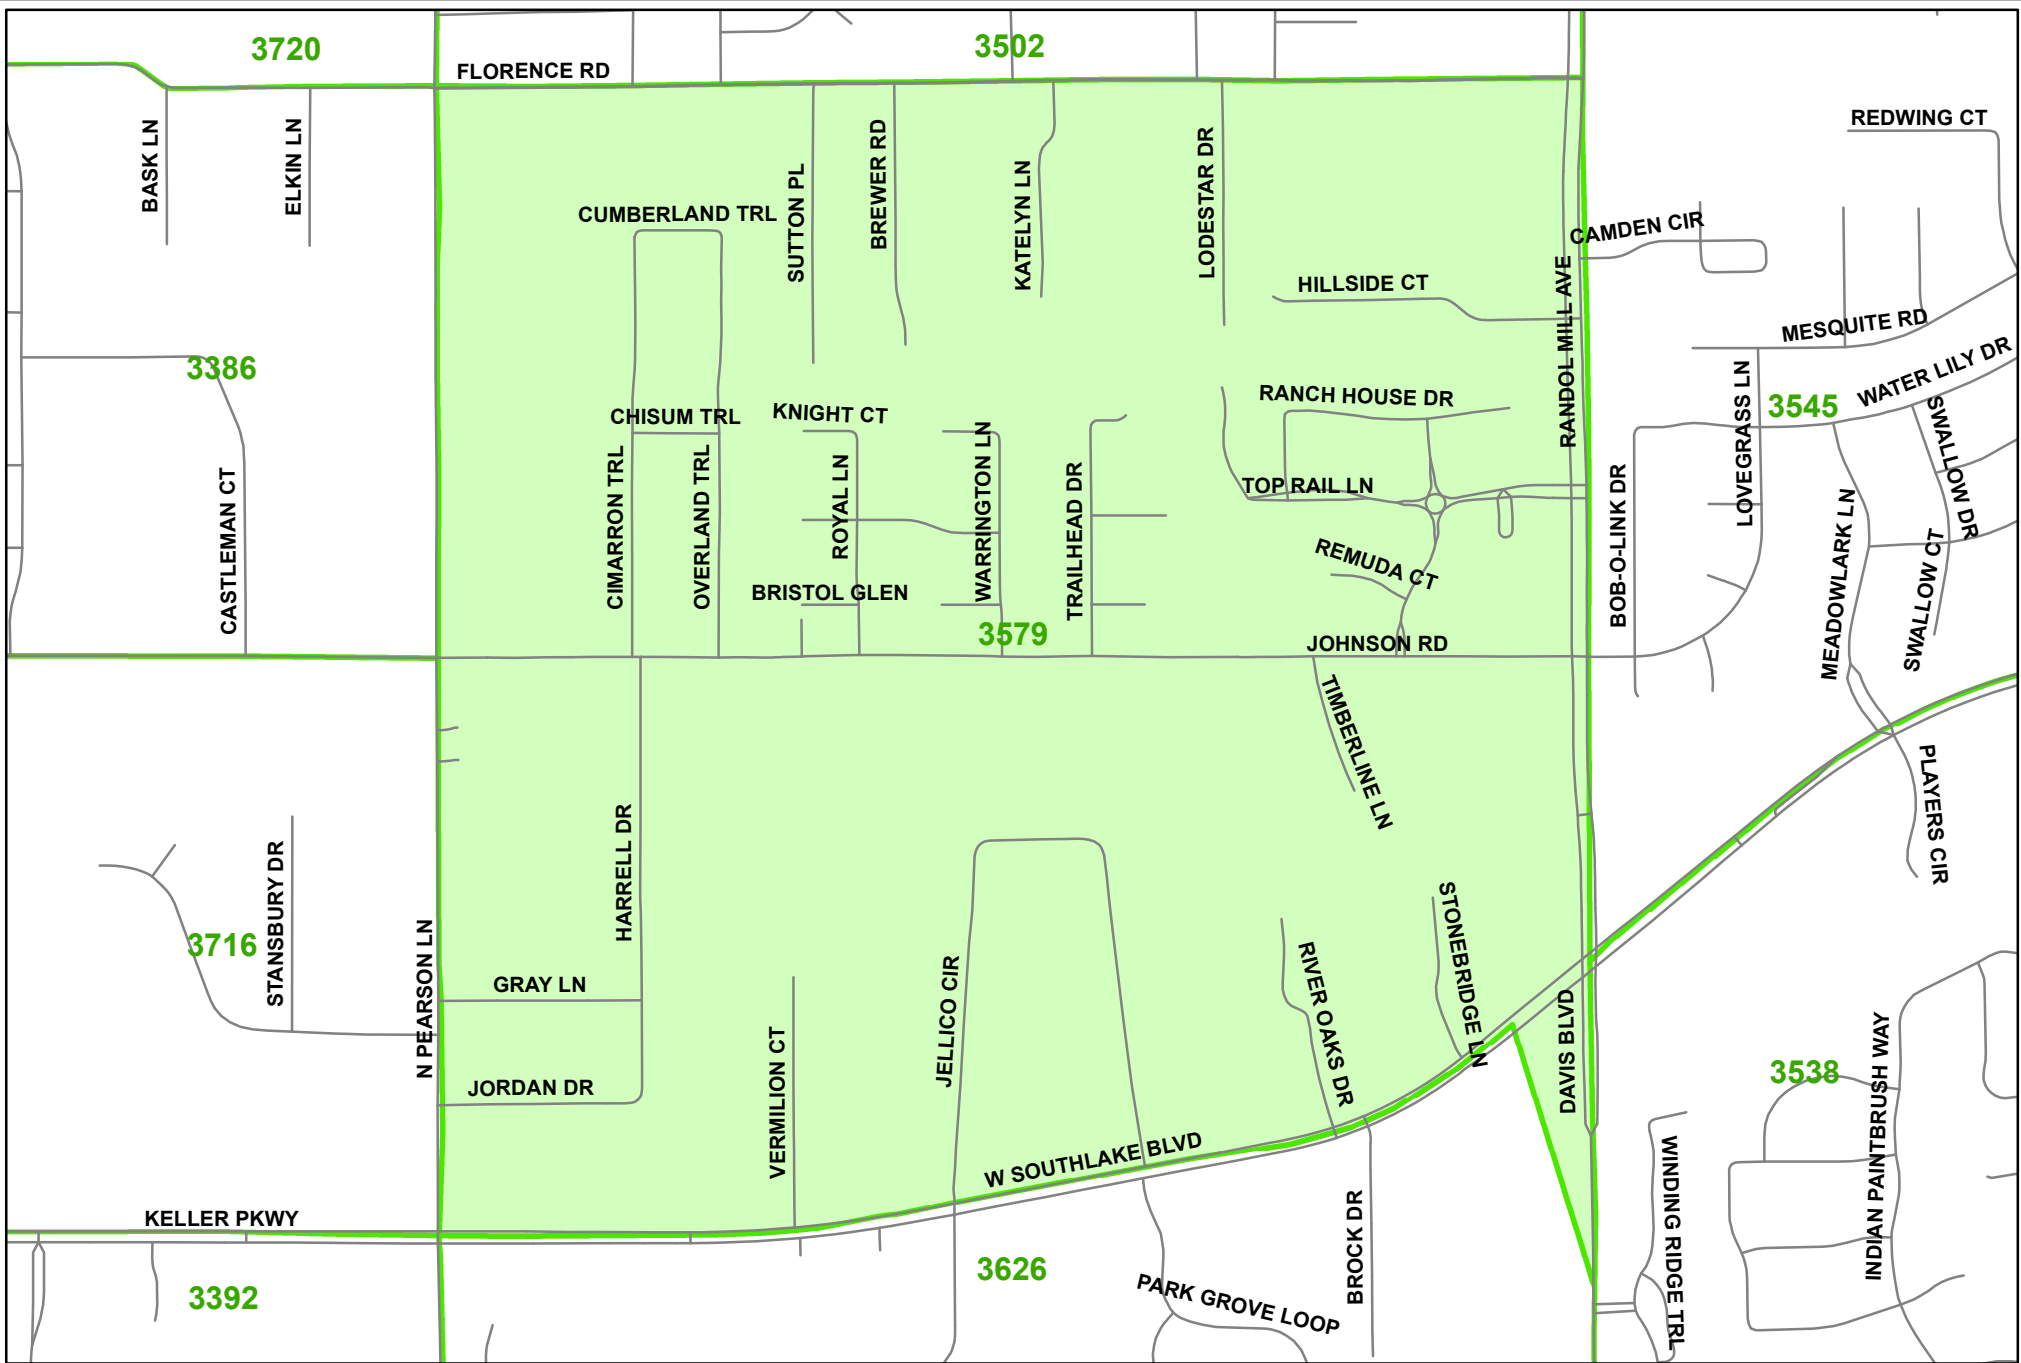 3720
3502
FLORENCE RD
REDWING CT
BASK LN
ELKIN LN
SUTTON PL
BREWER RD
KATELYN LN
LODESTAR DR
CUMBERLAND TRL
CAMDEN CIR
HILLSIDE CT
RANDOL MILL AVE
MESQUITE RD
WATER LILY DR
3386
3545
RANCH HOUSE DR
CHISUM TRL
KNIGHT CT
LOVEGRASS LN
SWALLOW DR
CASTLEMAN CT
CIMARRON TRL
OVERLAND TRL
ROYAL LN
WARRINGTON LN
TRAILHEAD DR
TOP RAIL LN
BOB-O-LINK DR
MEADOWLARK LN
SWALLOW CT
REMUDA CT
BRISTOL GLEN
3579
JOHNSON RD
TIMBERLINE LN
PLAYERS CIR
HARRELL DR
STANSBURY DR
3716
N PEARSON LN
GRAY LN
JELLICO CIR
RIVER OAKS DR
STONEBRIDGE LN
DAVIS BLVD
INDIAN PAINTBRUSH WAY
3538
JORDAN DR
VERMILION CT
W SOUTHLAKE BLVD
KELLER PKWY
BROCK DR
WINDING RIDGE TRL
3626
3392
PARK GROVE LOOP